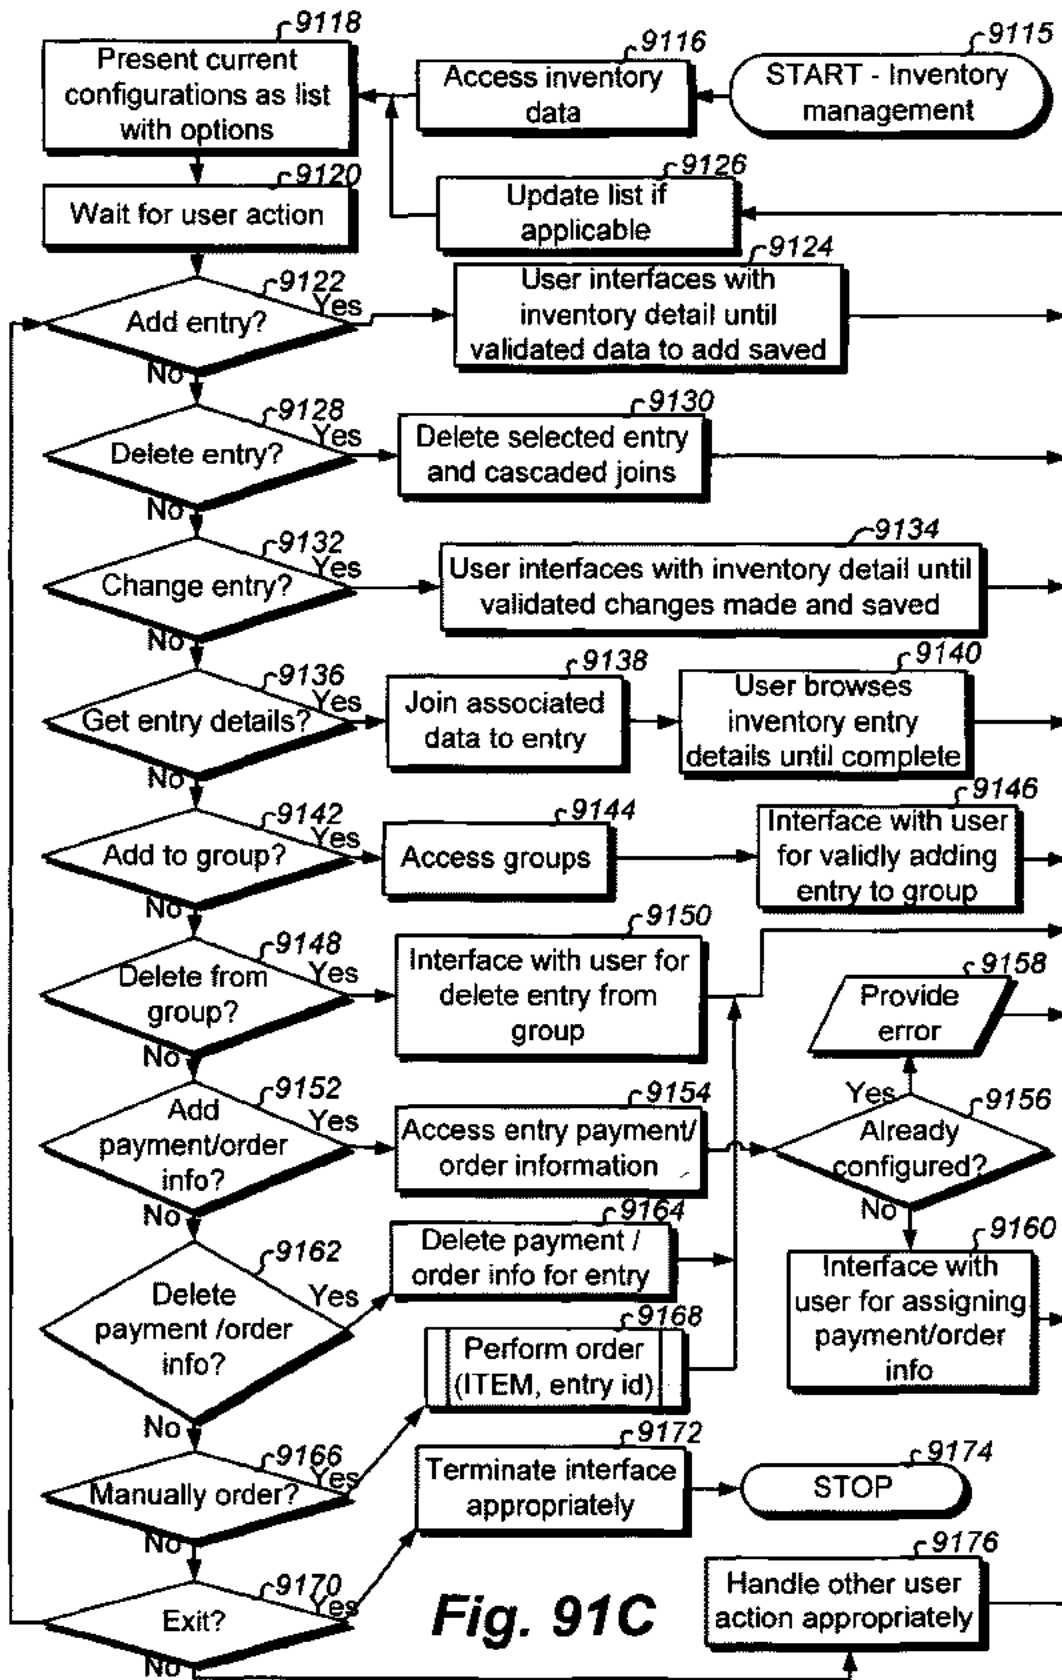 9118
Present current
configurations as list
with options
9116
Access inventory
data
9115
START - Inventory
management
9120
Wait for user action
9126
Update list if
applicable
9122
Add entry?
Yes
No
9124
User interfaces with
inventory detail until
validated data to add saved
9128
Delete entry?
Yes
No
9130
Delete selected entry
and cascaded joins
9132
Change entry?
Yes
No
9134
User interfaces with inventory detail until
validated changes made and saved
9136
Get entry details?
Yes
No
9138
Join associated
data to entry
9140
User browses
inventory entry
details until complete
9142
Add to group?
Yes
No
9144
Access groups
9146
Interface with user
for validly adding
entry to group
9148
Delete from
group?
Yes
No
9150
Interface with user for
delete entry from
group
9158
Provide
error
9152
Add
payment/order
info?
Yes
No
9154
Access entry payment/
order information
9156
Already
configured?
Yes
No
9160
Interface with
user for assigning
payment/order
info
9162
Delete
payment /order
info?
Yes
No
9164
Delete payment /
order info for entry
9166
Manually order?
Yes
No
9168
Perform order
(ITEM, entry id)
9170
Exit?
Yes
No
9172
Terminate interface
appropriately
9174
STOP
9176
Handle other user
action appropriately
Fig. 91C